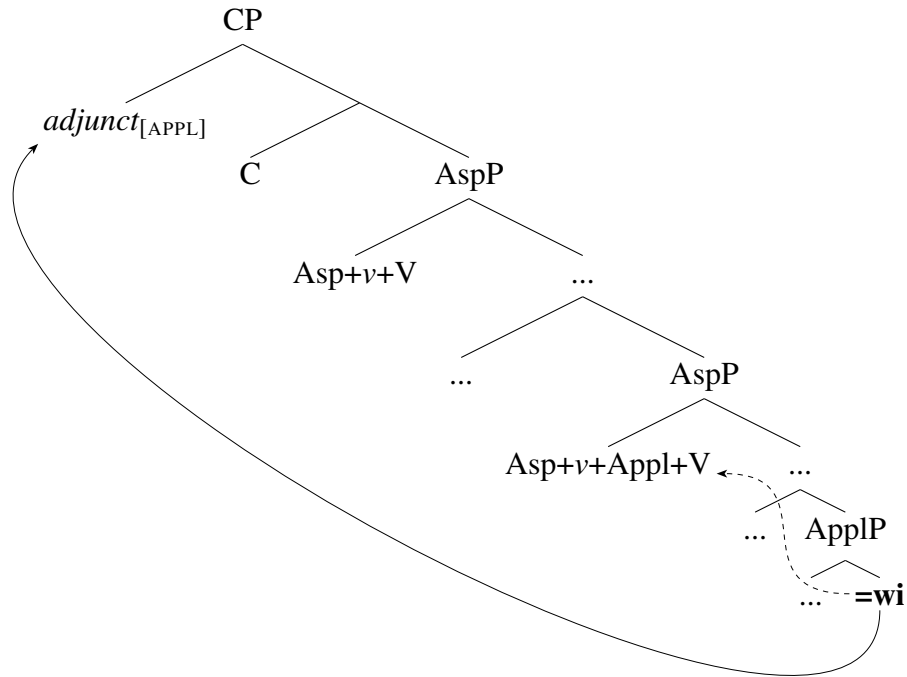 CP
adjunct[APPL]
C AspP
Asp+v+V ...
... AspP
Asp+v+Appl+V ...
... ApplP
... =wi